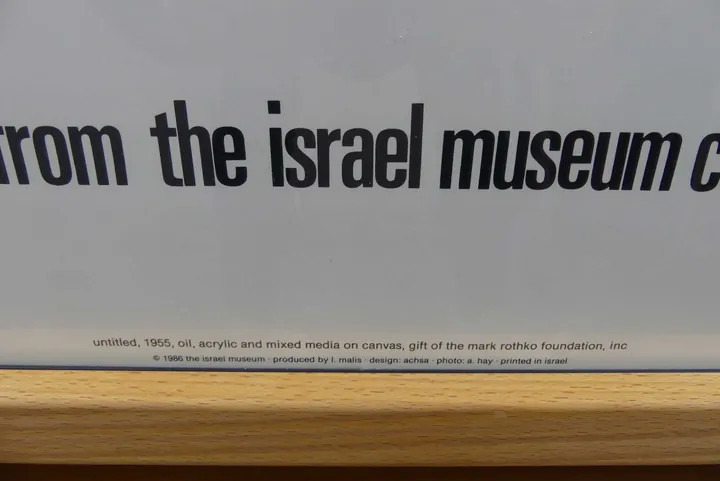 from the israel museum c
untitled, 1955, oil, acrylic and mixed media on canvas, gift of the mark rothko foundation, inc
© 1986 the israel museum · produced by l. malis · design: achsa · photo: a. hay · printed in israel